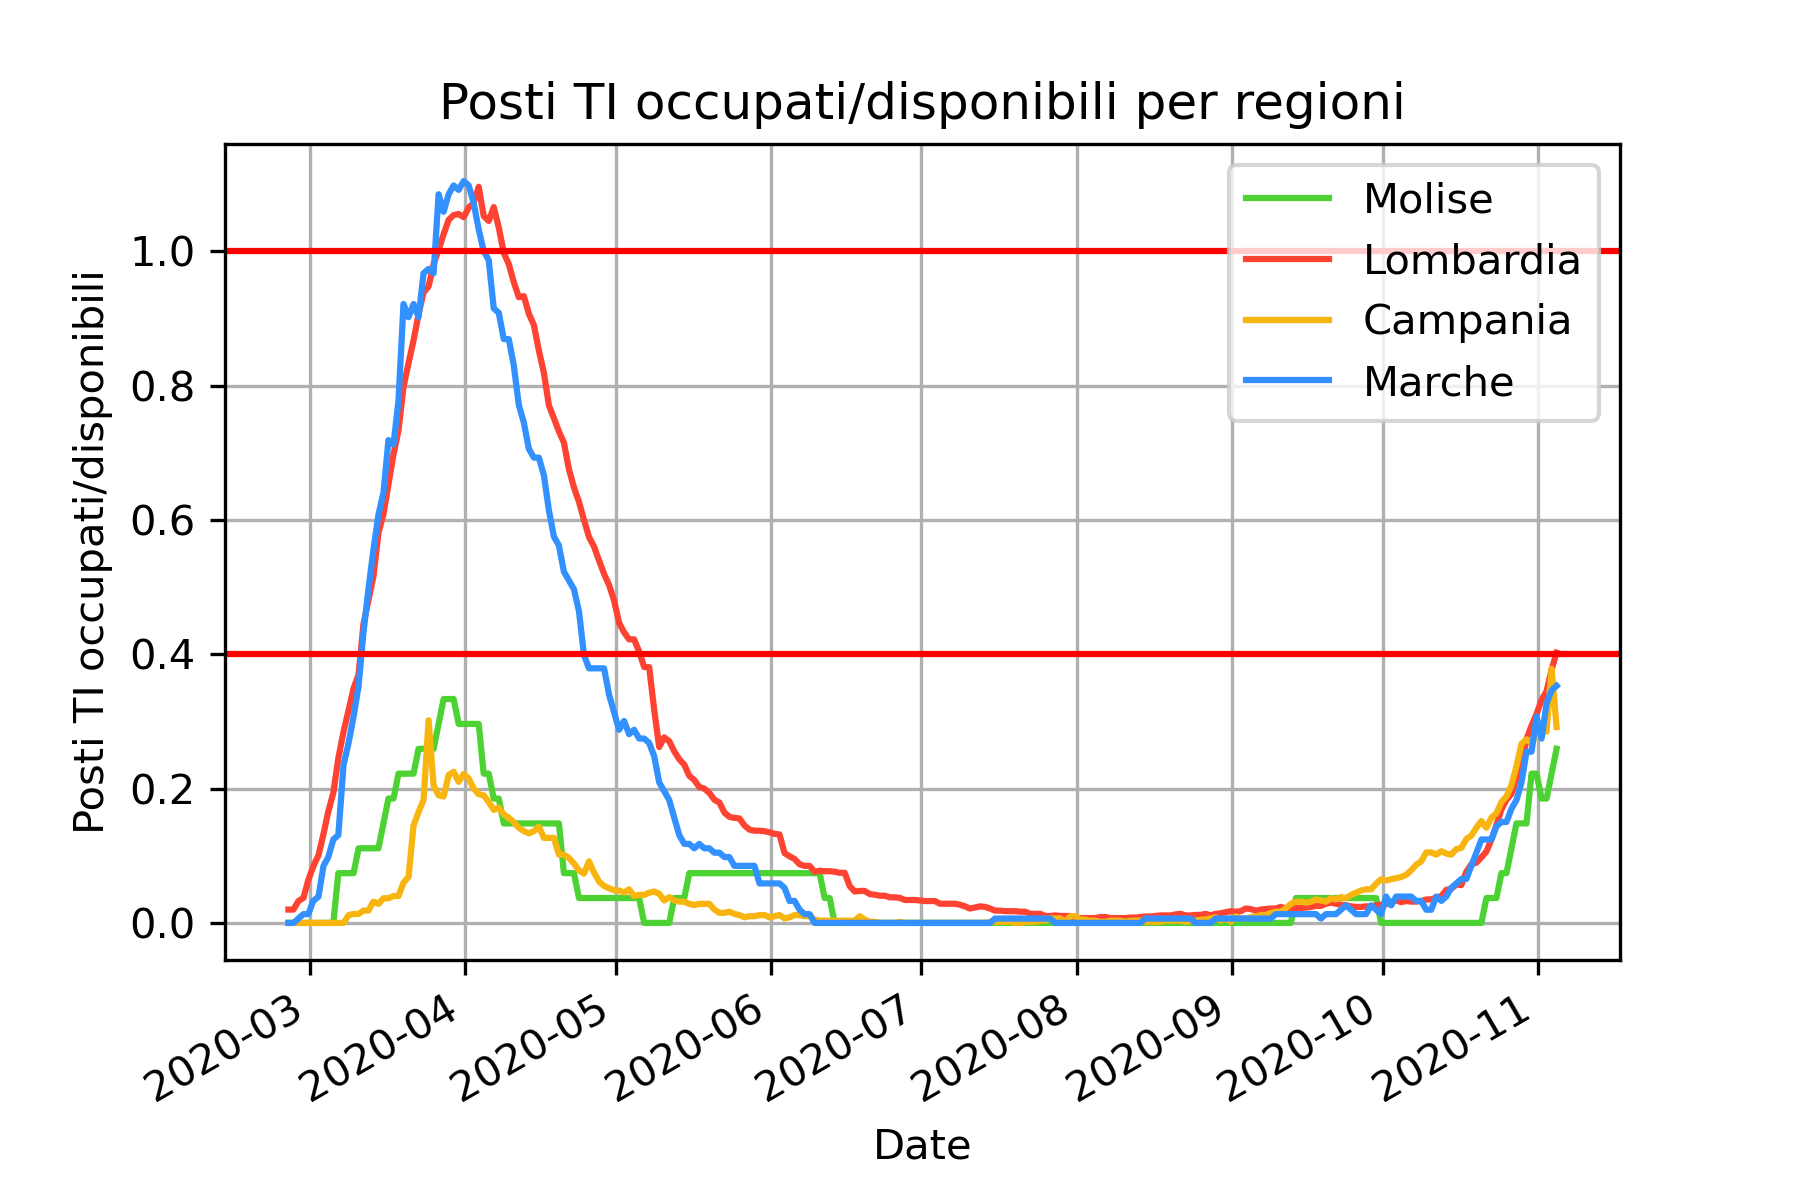 Posti TI occupati/disponibili per regioni
Posti TI occupati/disponibili
1.0
0.8
0.6
0.4
0.2
0.0
Molise
Lombardia
Campania
Marche
2020-03
2020-04
2020-05
2020-06
2020-07
2020-08
2020-09
2020-10
2020-11
Date